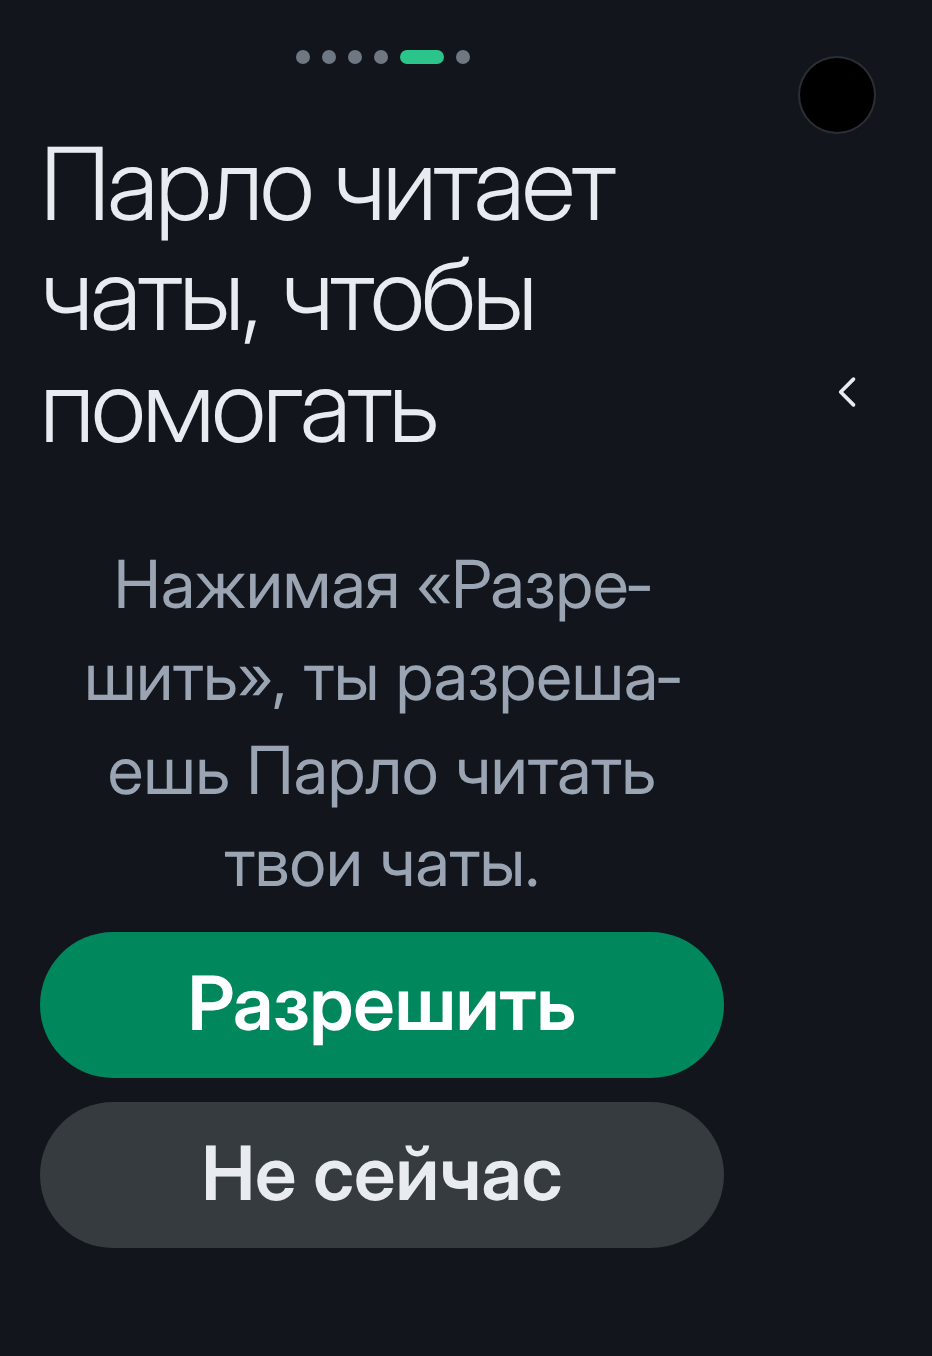 Парло читает
чаты, чтобы
помогать
Нажимая «Разре-
шить», ты разреша-
ешь Парло читать
твои чаты.
Разрешить
Не сейчас